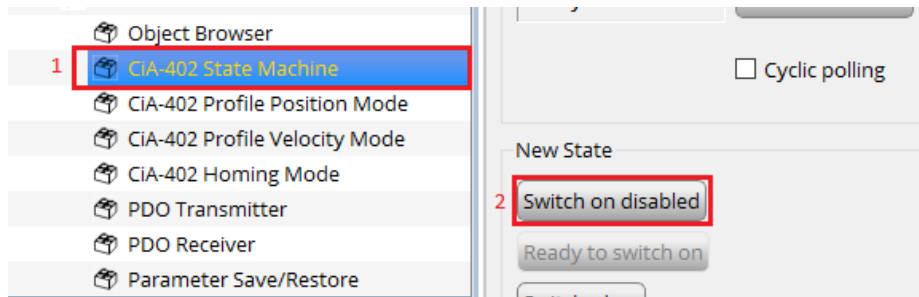 Object Browser
1 CiA-402 State Machine
CiA-402 Profile Position Mode
CiA-402 Profile Velocity Mode
CiA-402 Homing Mode
PDO Transmitter
PDO Receiver
Parameter Save/Restore
Cyclic polling
New State
2 Switch on disabled
Ready to switch on